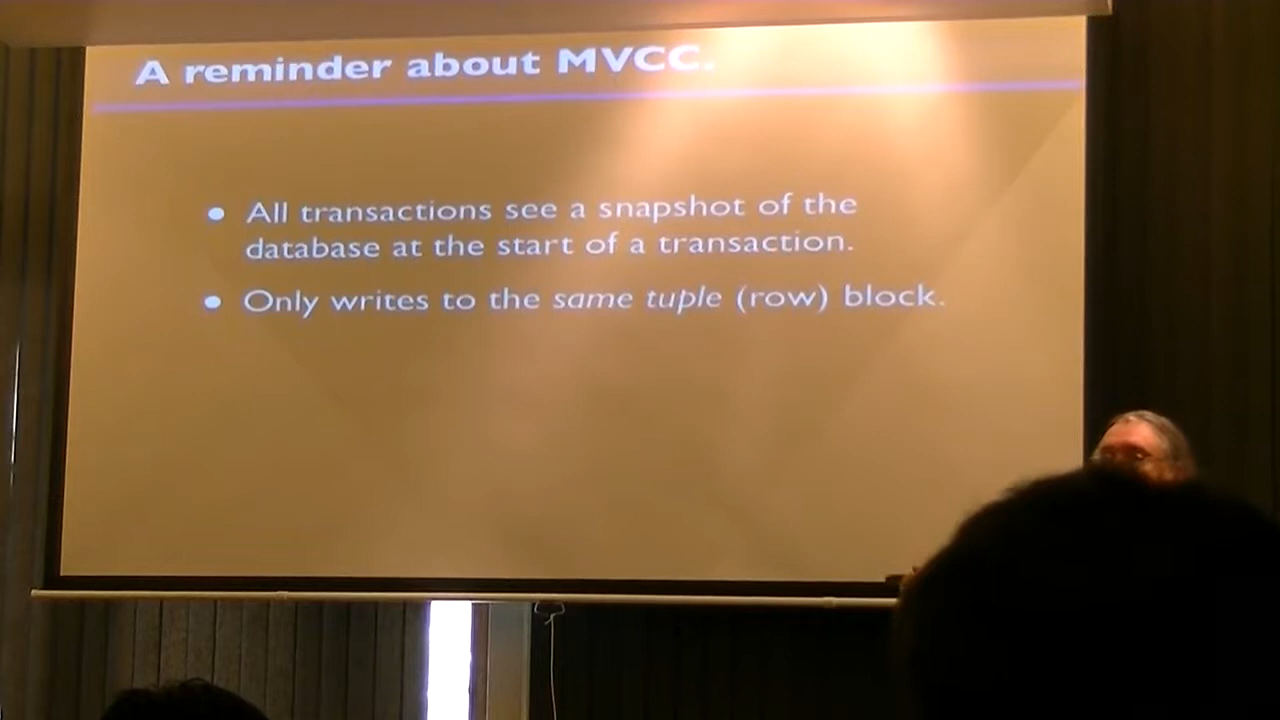 A reminder about MVCC.
• All transactions see a snapshot of the
database at the start of a transaction.
• Only writes to the same tuple (row) block.